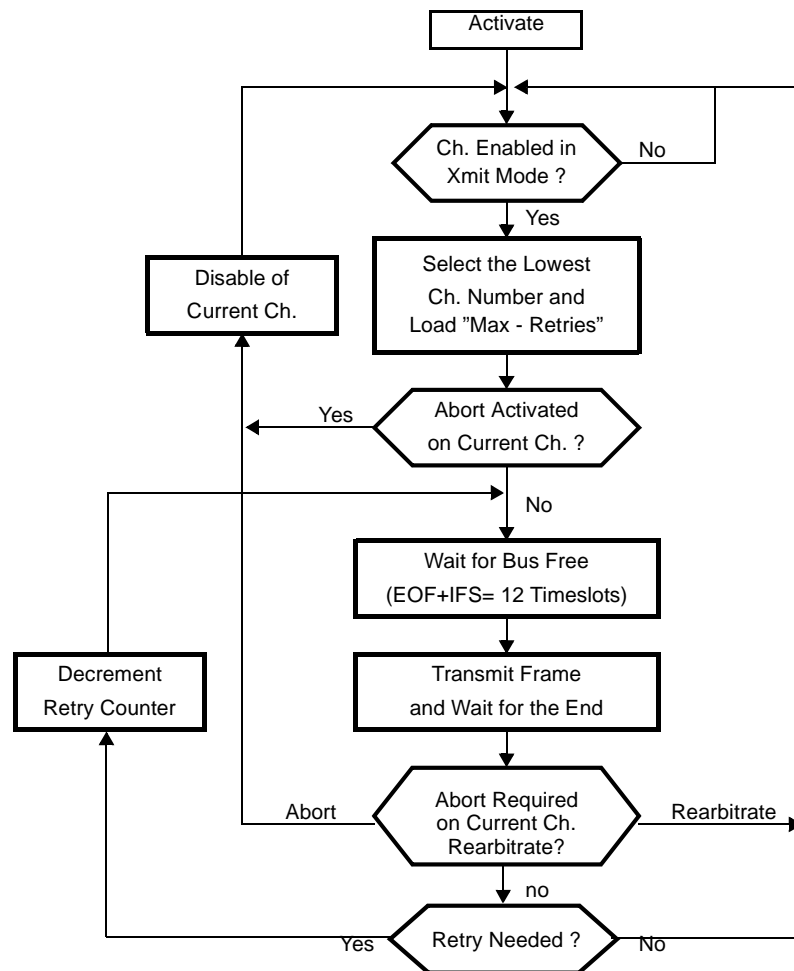 Activate
Ch. Enabled in
Xmit Mode ?
No
Yes
Select the Lowest
Ch. Number and
Load ”Max - Retries”
Disable of
Current Ch.
Yes
Abort Activated
on Current Ch. ?
No
Wait for Bus Free
(EOF+IFS= 12 Timeslots)
Decrement
Retry Counter
Transmit Frame
and Wait for the End
Abort
Abort Required
on Current Ch.
Rearbitrate?
Rearbitrate
no
Yes
Retry Needed ?
No